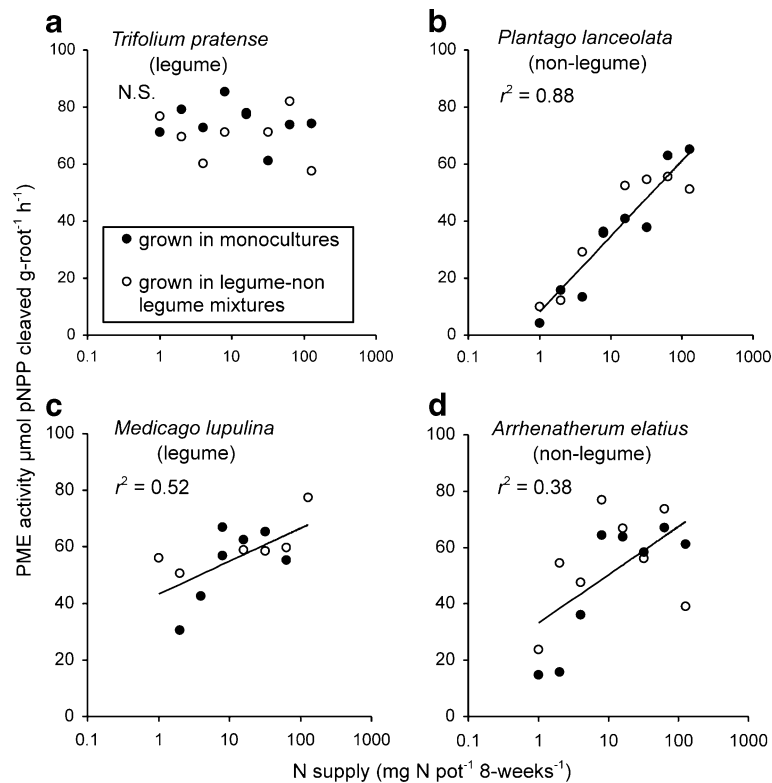 a
Trifolium pratense
(legume)
N.S.
100
80
60
40
20
0
0.1 1 10 100 1000
grown in monocultures
grown in legume-non
legume mixtures
b
Plantago lanceolata
(non-legume)
r² = 0.88
100
80
60
40
20
0
0.1 1 10 100 1000
PME activity μmol pNPP cleaved g-root⁻¹ h⁻¹
c
Medicago lupulina
(legume)
r² = 0.52
100
80
60
40
20
0
0.1 1 10 100 1000
d
Arrhenatherum elatius
(non-legume)
r² = 0.38
100
80
60
40
20
0
0.1 1 10 100 1000
N supply (mg N pot⁻¹ 8-weeks⁻¹)